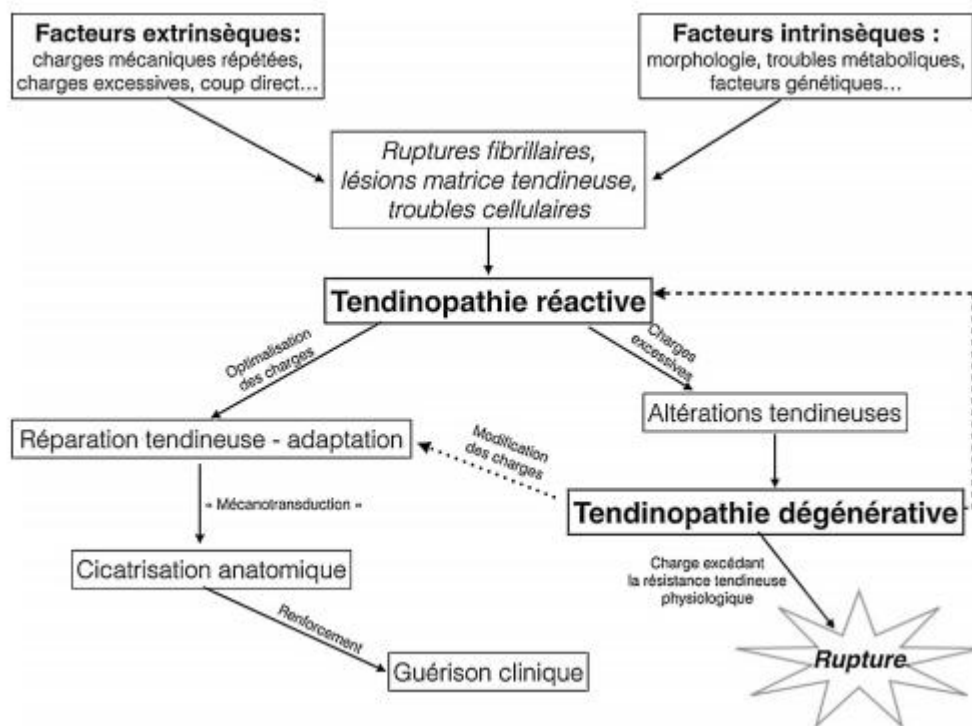 Facteurs extrinsèques:
charges mécaniques répétées,
charges excessives, coup direct...
Facteurs intrinsèques :
morphologie, troubles métaboliques,
facteurs génétiques...
Ruptures fibrillaires,
lésions matrice tendineuse,
troubles cellulaires
Tendinopathie réactive
Optimalisation
des charges
Charges
excessives
Altérations tendineuses
Réparation tendineuse - adaptation
Modification
des charges
« Mécanotransduction »
Tendinopathie dégénérative
Cicatrisation anatomique
Charge excédant
la résistance tendineuse
physiologique
Renforcement
Guérison clinique
Rupture